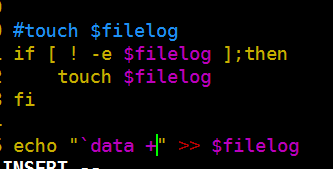 #touch $filelog
if [ ! -e $filelog ];then
touch $filelog
fi
echo "`data +" >> $filelog
INSERT --